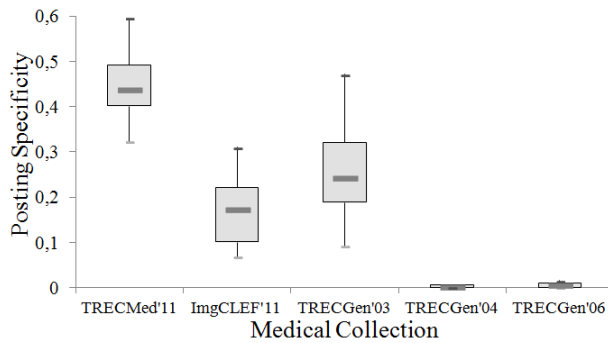 Posting Specificity
0,6
0,5
0,4
0,3
0,2
0,1
0
TRECMed'11 ImgCLEF'11 TRECGen'03 TRECGen'04 TRECGen'06
Medical Collection